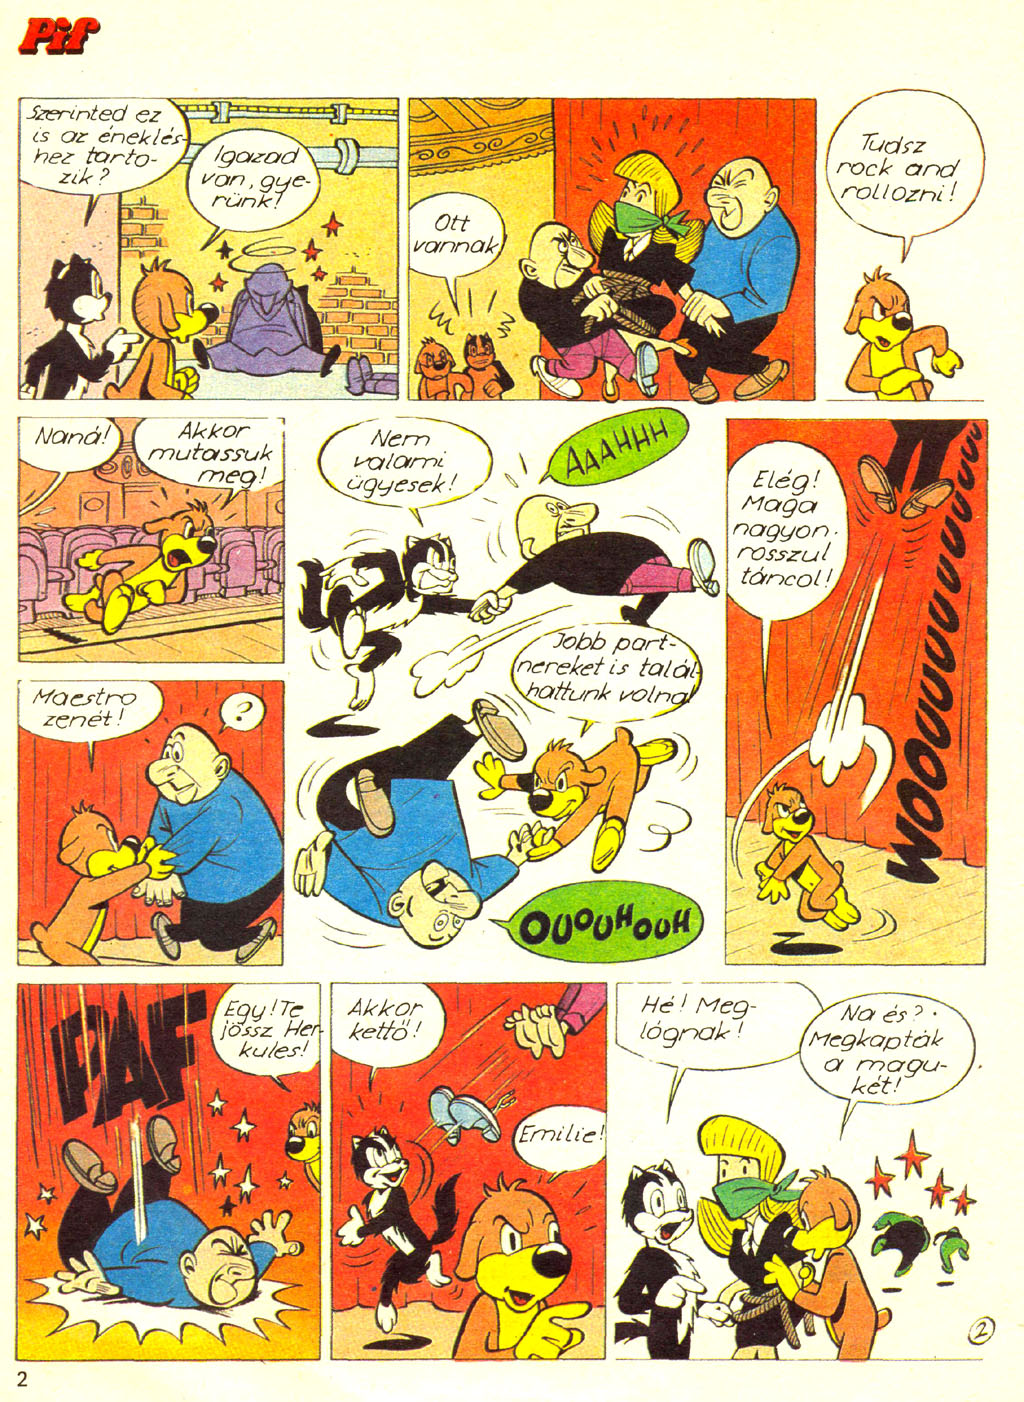 Pif
Szerinted ez
is az éneklés-
hez tarto-
zik?
Igazad
van, gye-
rünk!
Ott
vannak
Tudsz
rock and
rollozni!
Naná!
Akkor
mutassuk
meg!
Maestro
zenét!
?
Nem
valami
ügyesek!
AAAHHH
Jobb part-
nereket is talál-
hattunk volna!
OUOUHOUH
Elég!
Maga
nagyon
rosszul
táncol!
WOOUUUUUUUUUUUU
PAF
Egy! Te
jössz Her-
kules!
Akkor
kettő!
Emilie!
Hé! Meg-
lógnak!
Na és?
Megkapták
a magu-
két!
2
2